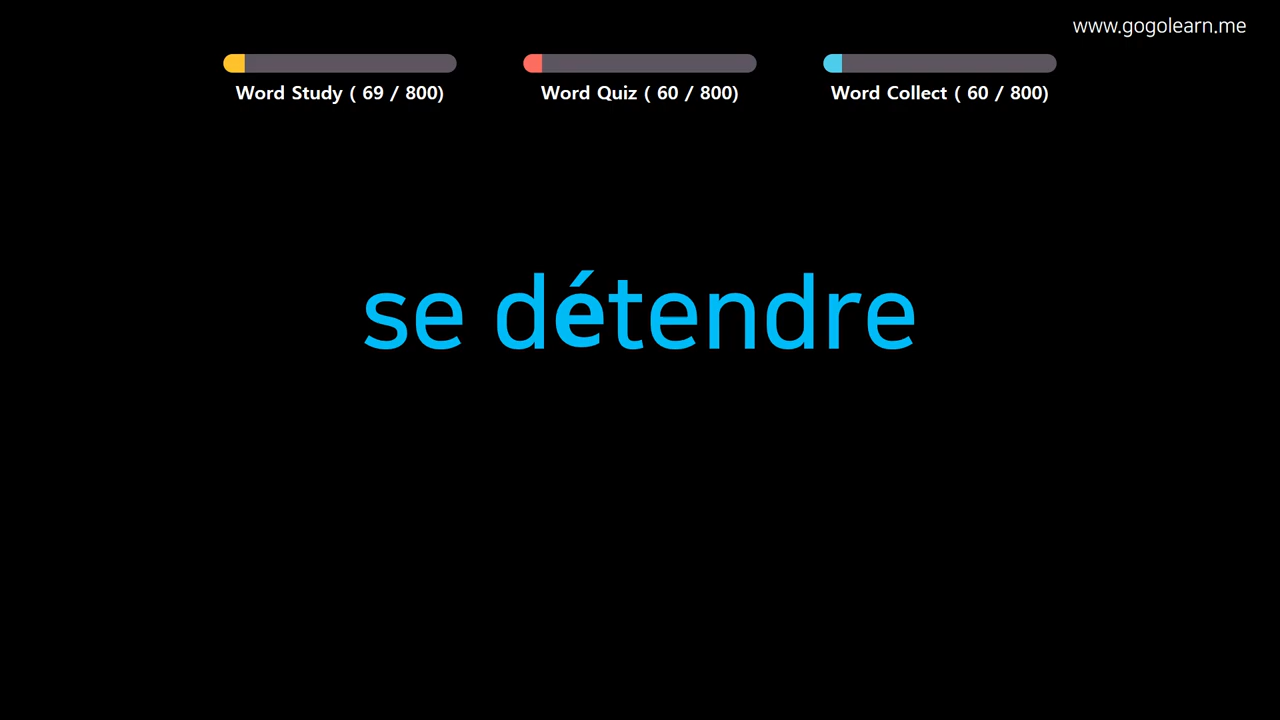 www.gogolearn.me
Word Study ( 69 / 800)
Word Quiz ( 60 / 800)
Word Collect ( 60 / 800)
se détendre